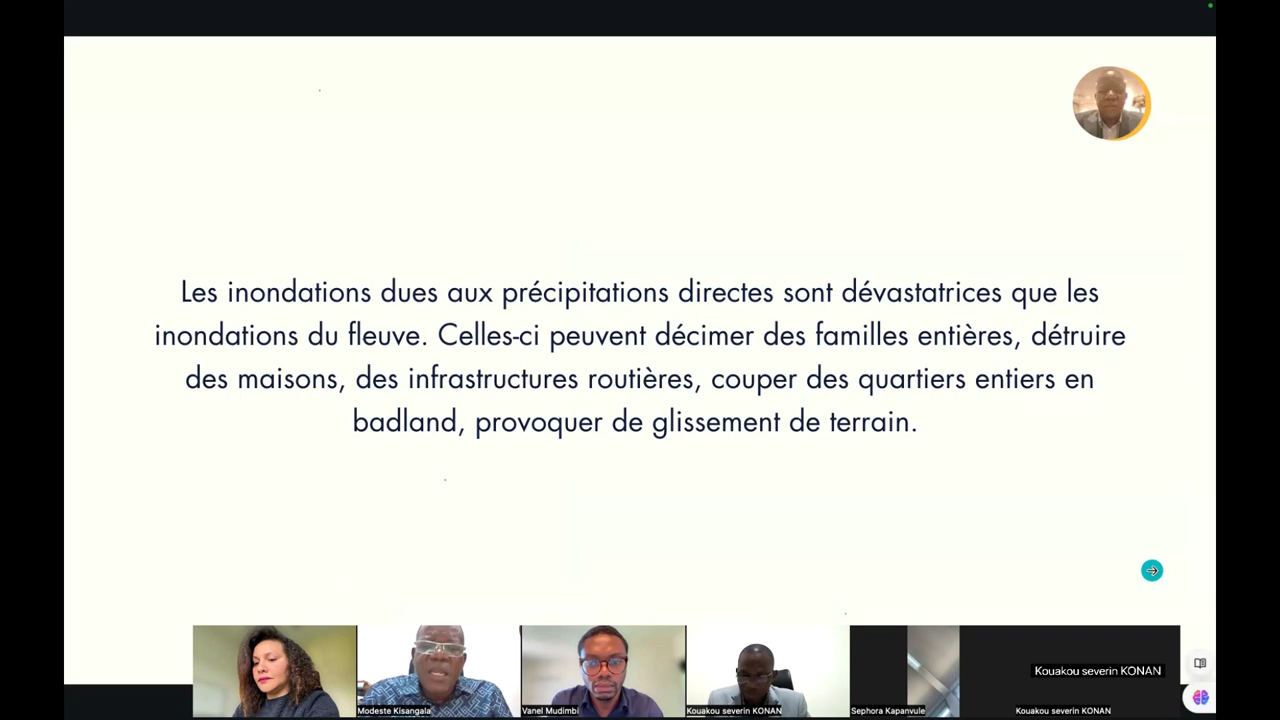 Les inondations dues aux précipitations directes sont dévastatrices que les
inondations du fleuve. Celles-ci peuvent décimer des familles entières, détruire
des maisons, des infrastructures routières, couper des quartiers entiers en
badland, provoquer de glissement de terrain.
Kouakou severin KONAN
Modeste Kisangala
Vanel Mudimbi
Kouakou severin KONAN
Sephora Kapanvule
Kouakou severin KONAN